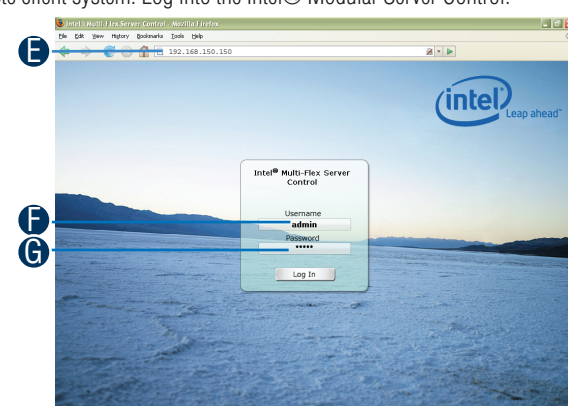 te client system. Log into the Intel® Modular Server Control.
Intel\Multi-Flex Server Control - Mozilla Firefox
File Edit View History Bookmarks Tools Help
E
192.168.150.150
intel
Leap ahead™
Intel® Multi-Flex Server
Control
Username
F
admin
Password
G
•••••
Log In